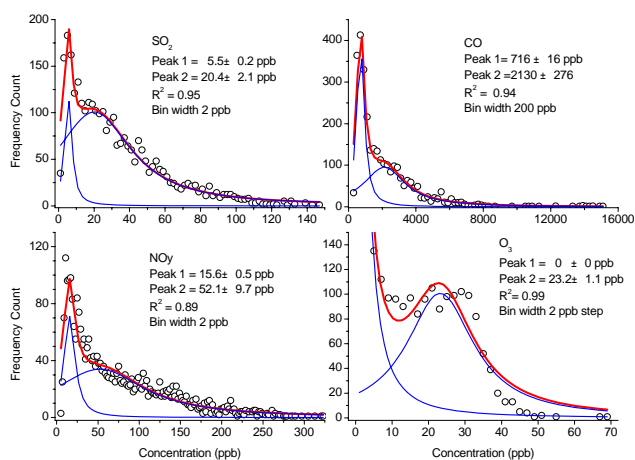 SO2
Peak 1 = 5.5± 0.2 ppb
Peak 2 = 20.4± 2.1 ppb
R2 = 0.95
Bin width 2 ppb
Frequency Count
200
150
100
50
0
0 20 40 60 80 100 120 140
CO
Peak 1= 716 ± 16 ppb
Peak 2 =2130 ± 276
R2 = 0.94
Bin width 200 ppb
400
300
200
100
0
0 4000 8000 12000 16000
NOy
Peak 1 =15.6± 0.5 ppb
Peak 2 = 52.1± 9.7 ppb
R2 = 0.89
Bin width 2 ppb
Frequency Count
120
80
40
0
0 50 100 150 200 250 300
Concentration (ppb)
O3
Peak 1 = 0 ± 0 ppb
Peak 2 = 23.2± 1.1 ppb
R2= 0.99
Bin width 2 ppb step
140
120
100
80
60
40
20
0
0 10 20 30 40 50 60 70
Concentration (ppb)